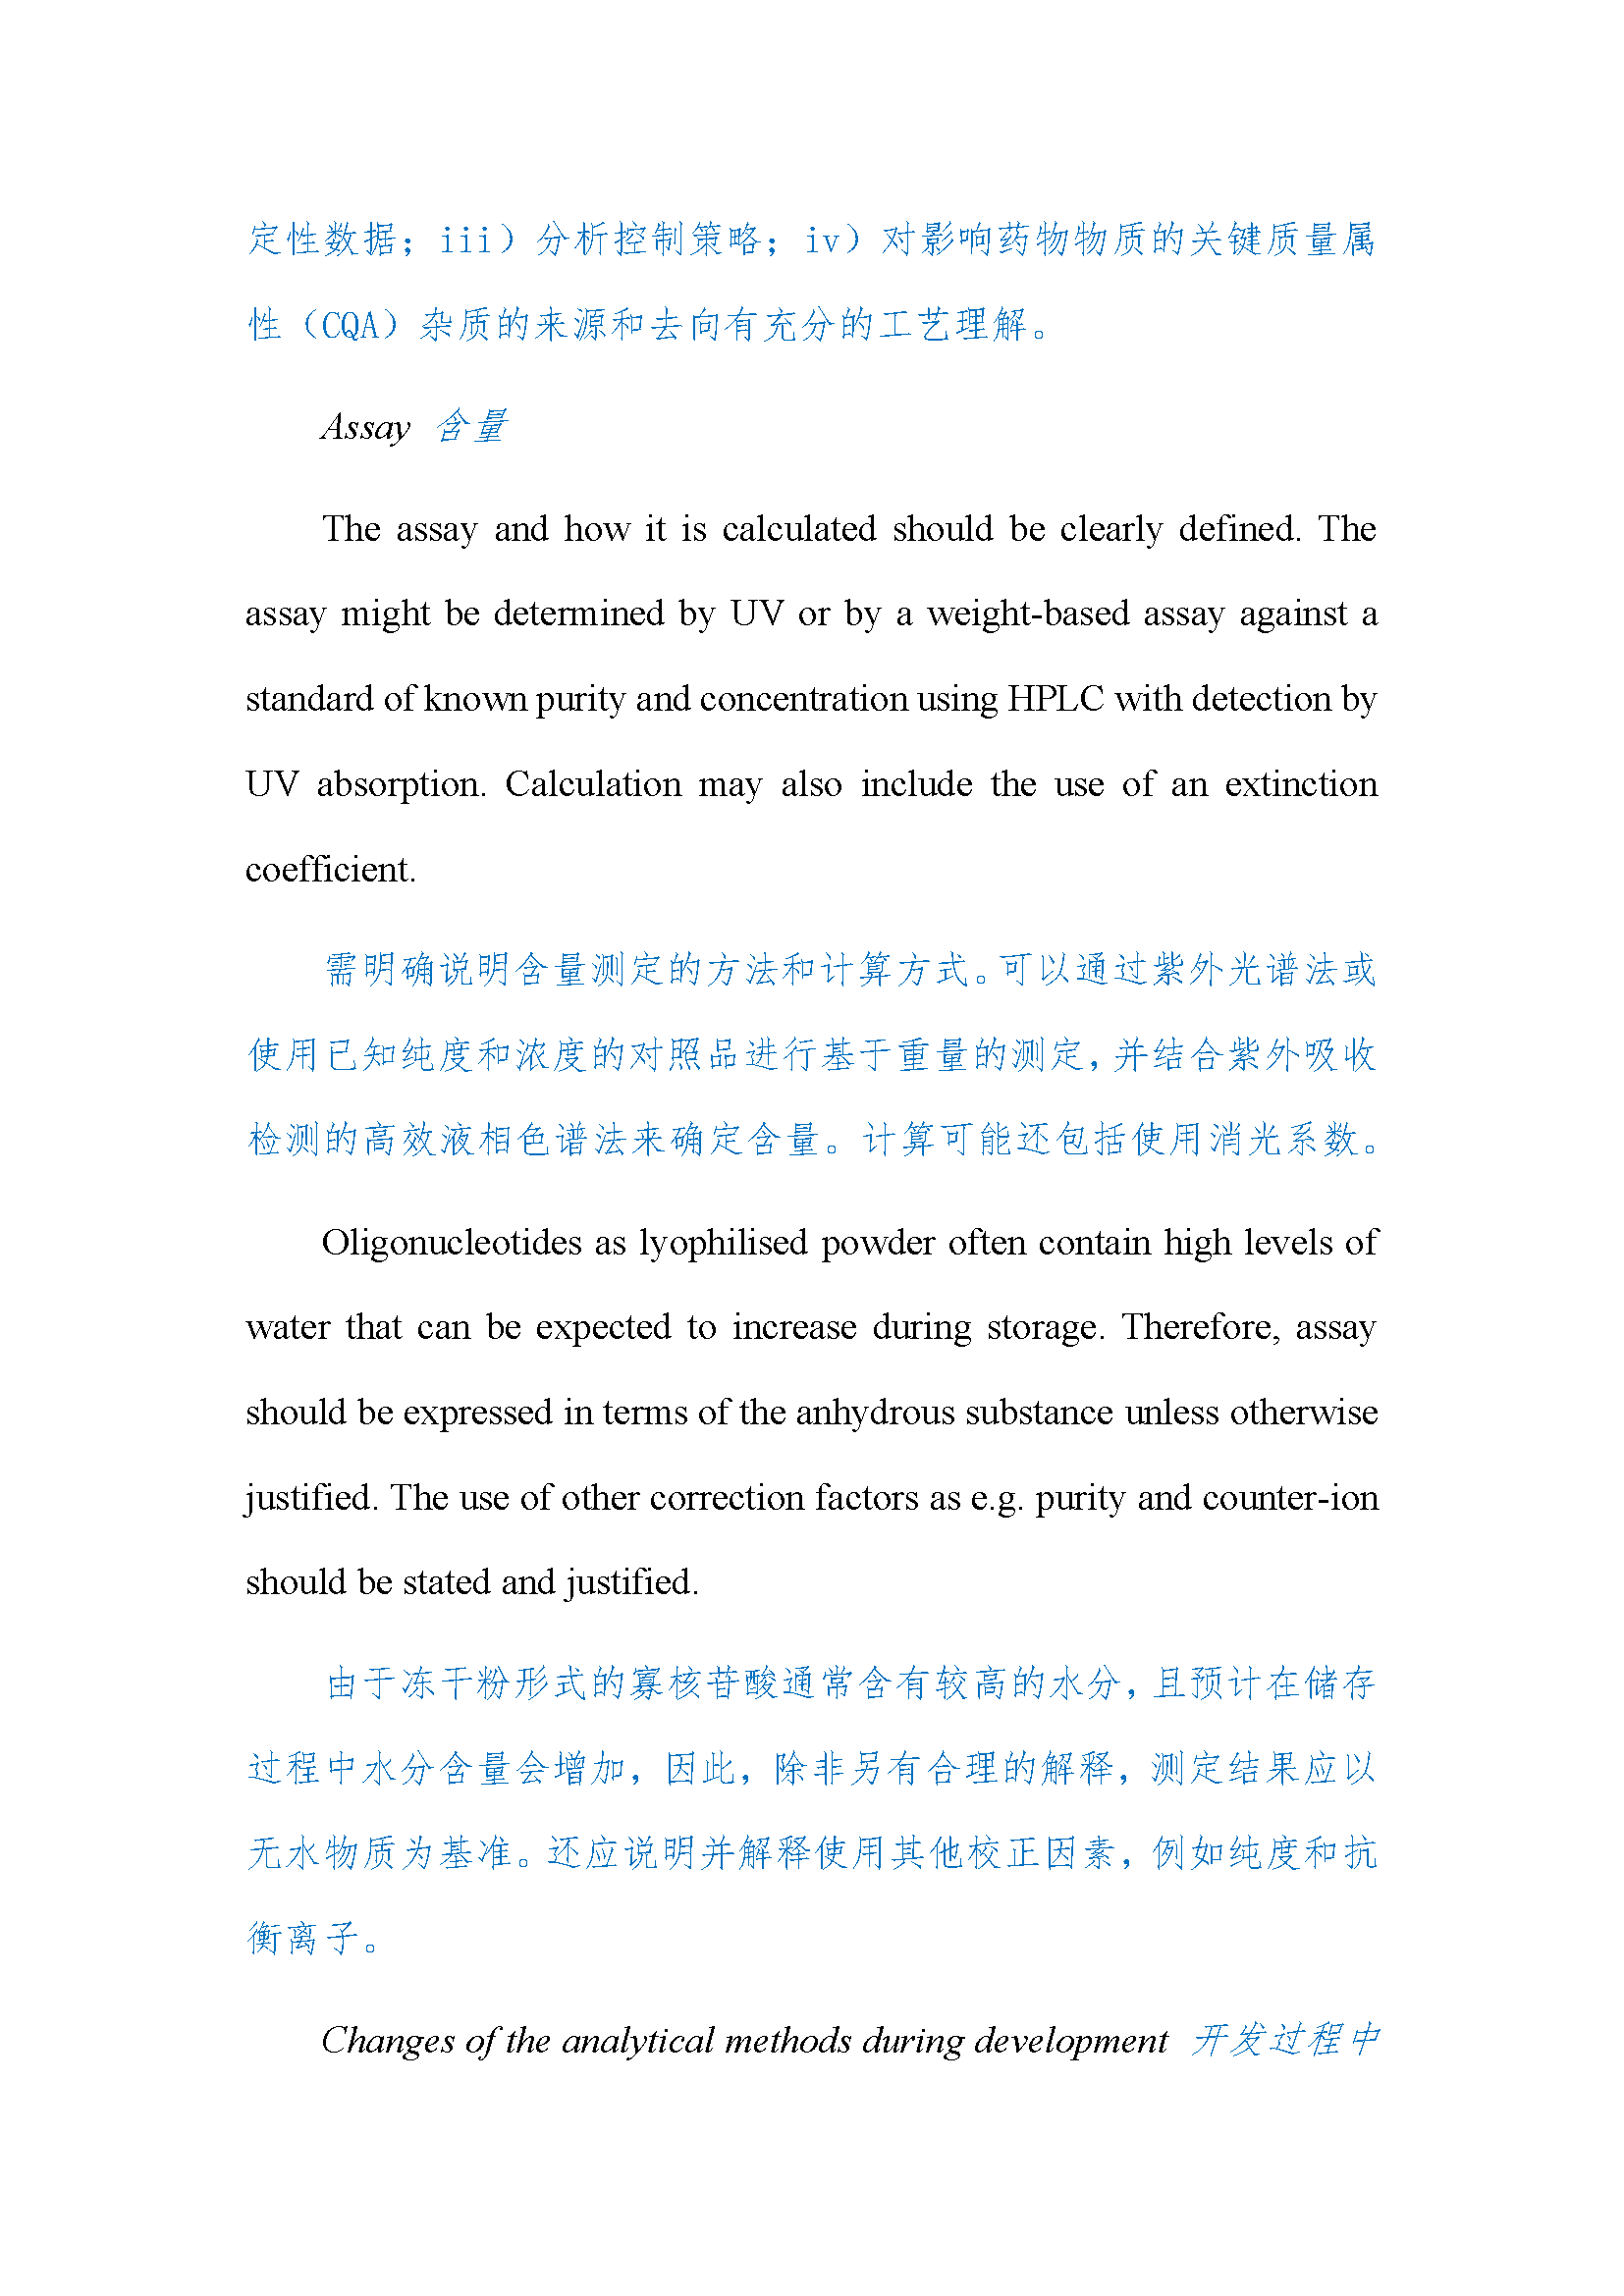 定性数据；iii）分析控制策略；iv）对影响药物物质的关键质量属
性（CQA）杂质的来源和去向有充分的工艺理解。
Assay 含量
The assay and how it is calculated should be clearly defined. The
assay might be determined by UV or by a weight-based assay against a
standard of known purity and concentration using HPLC with detection by
UV absorption. Calculation may also include the use of an extinction
coefficient.
需明确说明含量测定的方法和计算方式。可以通过紫外光谱法或
使用已知纯度和浓度的对照品进行基于重量的测定，并结合紫外吸收
检测的高效液相色谱法来确定含量。计算可能还包括使用消光系数。
Oligonucleotides as lyophilised powder often contain high levels of
water that can be expected to increase during storage. Therefore, assay
should be expressed in terms of the anhydrous substance unless otherwise
justified. The use of other correction factors as e.g. purity and counter-ion
should be stated and justified.
由于冻干粉形式的寡核苷酸通常含有较高的水分，且预计在储存
过程中水分含量会增加，因此，除非另有合理的解释，测定结果应以
无水物质为基准。还应说明并解释使用其他校正因素，例如纯度和抗
衡离子。
Changes of the analytical methods during development 开发过程中